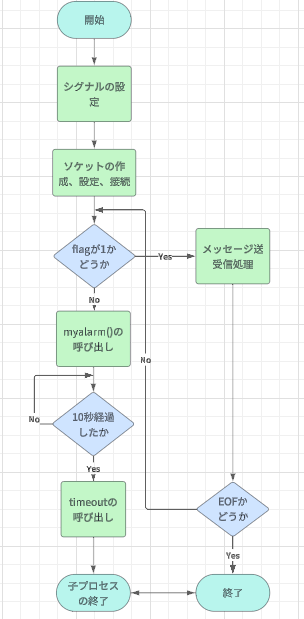 開始
シグナルの設
定
ソケットの作
成、設定、接続
flagが1か
どうか
Yes
メッセージ送
受信処理
No
myalarm()の
呼び出し
No
10秒経過
したか
No
Yes
timeoutの
呼び出し
EOFか
どうか
Yes
子プロセス
の終了
終了